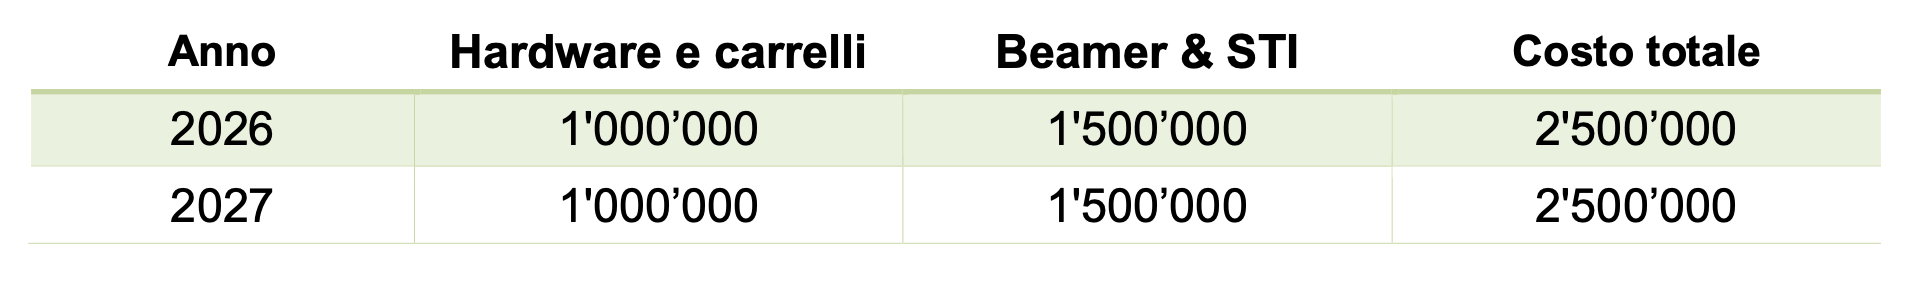 Anno Hardware e carrelli Beamer & STI Costo totale
2026 1'000’000 1'500’000 2'500’000
2027 1'000’000 1'500’000 2'500’000